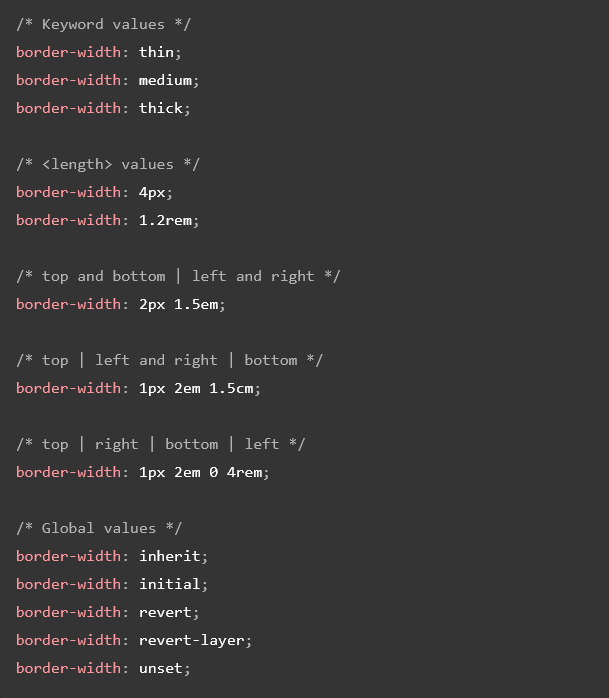 /* Keyword values */
border-width: thin;
border-width: medium;
border-width: thick;
/* <length> values */
border-width: 4px;
border-width: 1.2rem;
/* top and bottom | left and right */
border-width: 2px 1.5em;
/* top | left and right | bottom */
border-width: 1px 2em 1.5cm;
/* top | right | bottom | left */
border-width: 1px 2em 0 4rem;
/* Global values */
border-width: inherit;
border-width: initial;
border-width: revert;
border-width: revert-layer;
border-width: unset;